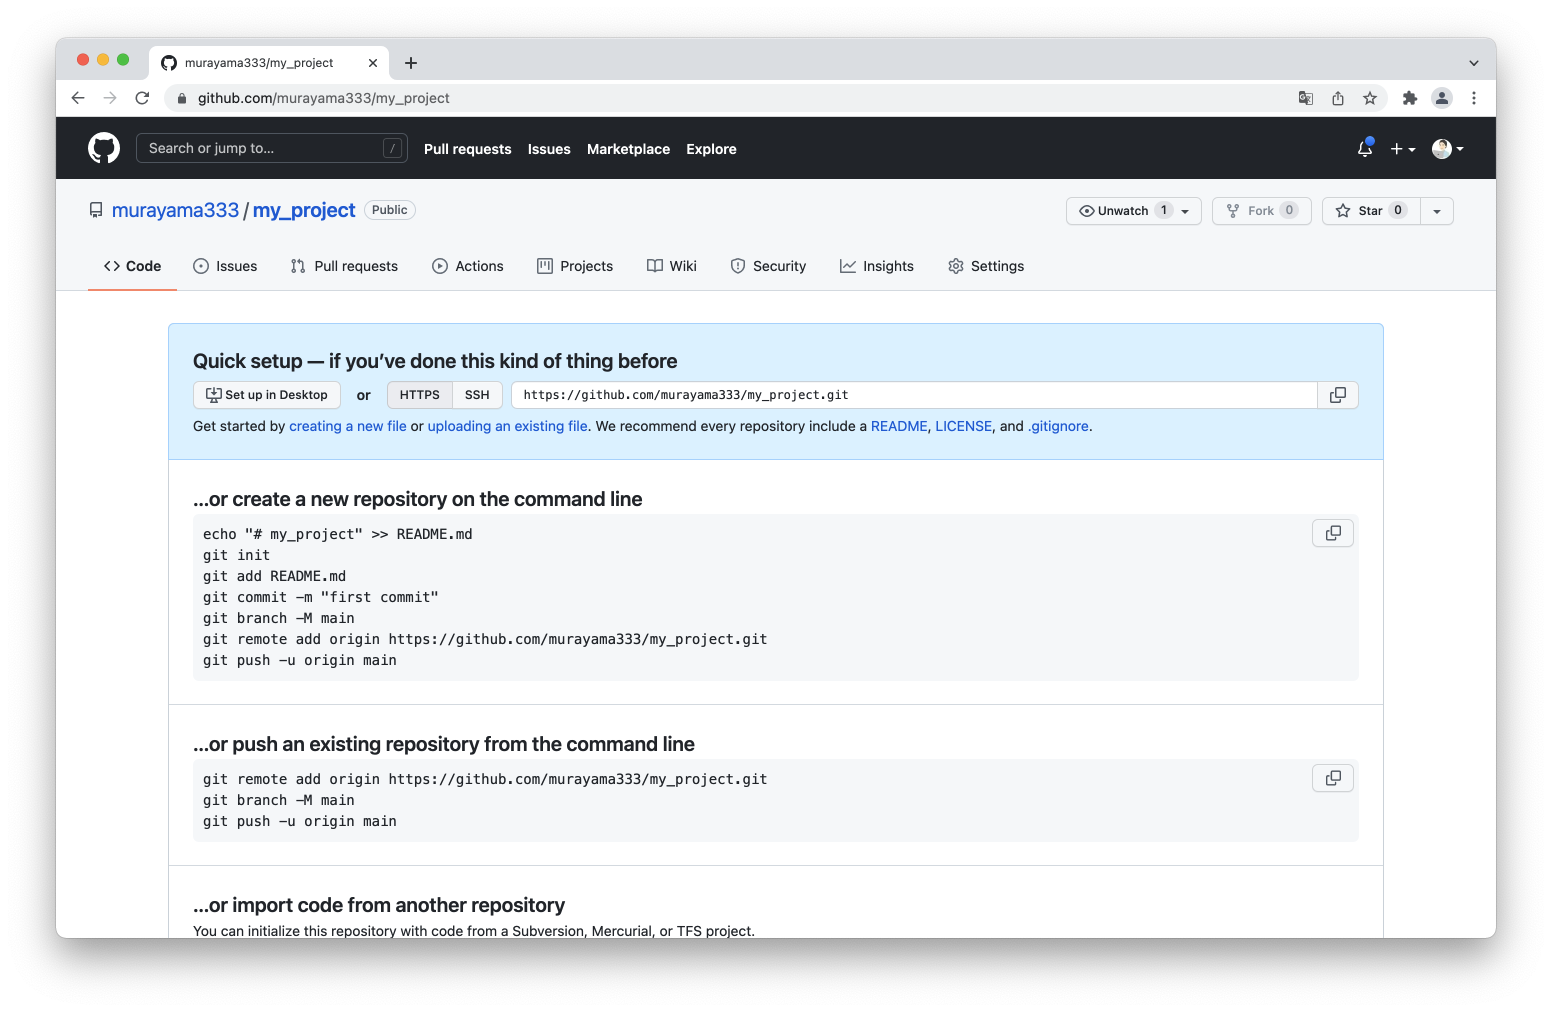 murayama333/my_project
github.com/murayama333/my_project
Search or jump to... /
Pull requests Issues Marketplace Explore
murayama333 / my_project Public
Unwatch 1 Fork 0 Star 0
Code Issues Pull requests Actions Projects Wiki Security Insights Settings
Quick setup — if you’ve done this kind of thing before
Set up in Desktop or HTTPS SSH https://github.com/murayama333/my_project.git
Get started by creating a new file or uploading an existing file. We recommend every repository include a README, LICENSE, and .gitignore.
…or create a new repository on the command line
echo "# my_project" >> README.md
git init
git add README.md
git commit -m "first commit"
git branch -M main
git remote add origin https://github.com/murayama333/my_project.git
git push -u origin main
…or push an existing repository from the command line
git remote add origin https://github.com/murayama333/my_project.git
git branch -M main
git push -u origin main
…or import code from another repository
You can initialize this repository with code from a Subversion, Mercurial, or TFS project.